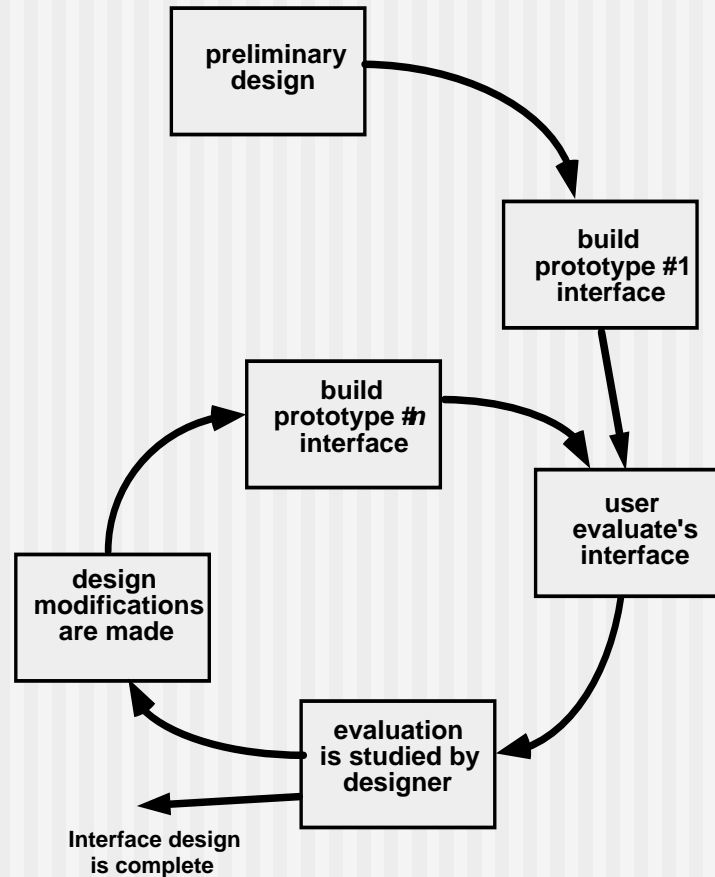 preliminary
design
build
prototype #1
interface
build
prototype #n
interface
user
evaluate's
interface
design
modifications
are made
evaluation
is studied by
designer
Interface design
is complete